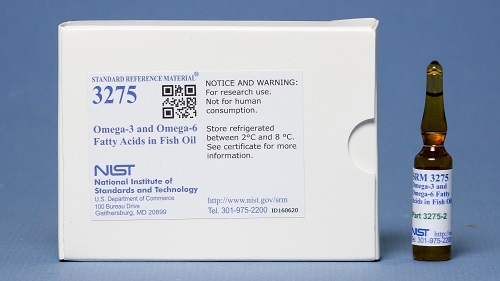 STANDARD REFERENCE MATERIAL®
3275
Omega-3 and Omega-6
Fatty Acids in Fish Oil
NIST
National Institute of
Standards and Technology
U.S. Department of Commerce
100 Bureau Drive
Gaithersburg, MD 20899
NOTICE AND WARNING:
For research use.
Not for human
consumption.
Store refrigerated
between 2°C and 8 °C.
See certificate for more
information.
http://www.nist.gov/srm
Tel. 301-975-2200 ID160620
SRM 3275
Omega-3 and
Omega-6 Fatty
Acids in Fish Oil
Part 3275-2
NIST http:/
301-975-22